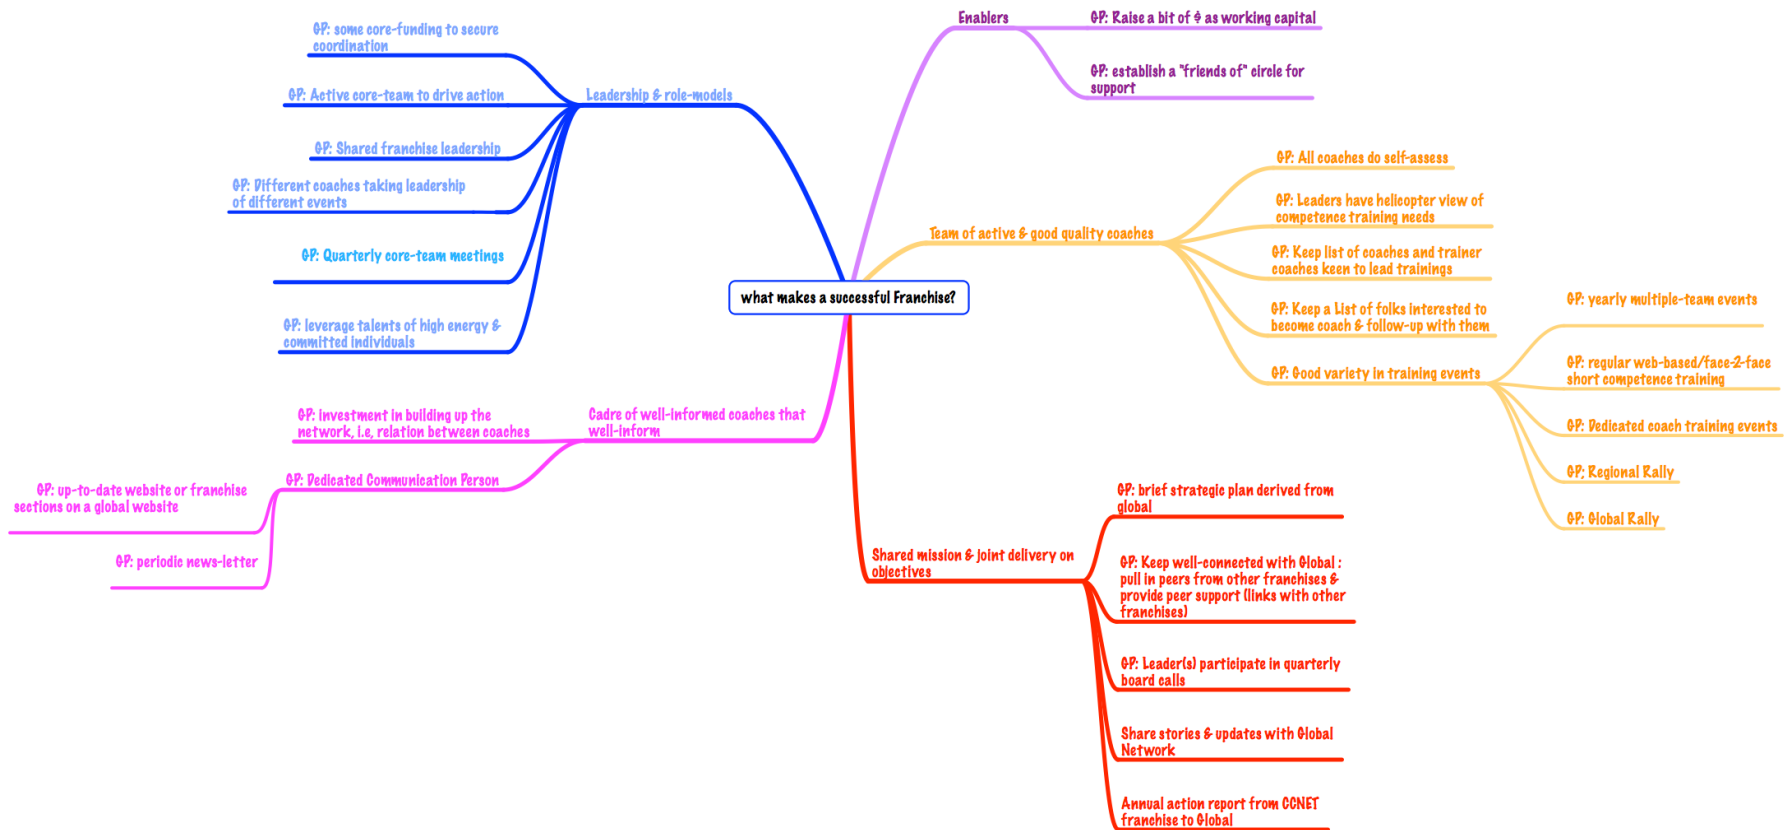 what makes a successful Franchise?
Leadership & role-models
GP: some core-funding to secure
coordination
GP: Active core-team to drive action
GP: Shared franchise leadership
GP: Different coaches taking leadership
of different events
GP: Quarterly core-team meetings
GP: leverage talents of high energy &
committed individuals
Cadre of well-informed coaches that
well-inform
GP: investment in building up the
network, i.e, relation between coaches
GP: Dedicated Communication Person
GP: up-to-date website or franchise
sections on a global website
GP: periodic news-letter
Enablers
GP: Raise a bit of $ as working capital
GP: establish a "friends of" circle for
support
Team of active & good quality coaches
GP: All coaches do self-assess
GP: Leaders have helicopter view of
competence training needs
GP: Keep list of coaches and trainer
coaches keen to lead trainings
GP: Keep a List of folks interested to
become coach & follow-up with them
GP: Good variety in training events
GP: yearly multiple-team events
GP: regular web-based/face-2-face
short competence training
GP: Dedicated coach training events
GP; Regional Rally
GP: Global Rally
Shared mission & joint delivery on
objectives
GP: brief strategic plan derived from
global
GP: Keep well-connected with Global :
pull in peers from other franchises &
provide peer support (links with other
franchises)
GP: Leader(s) participate in quarterly
board calls
Share stories & updates with Global
Network
Annual action report from CCNET
franchise to Global